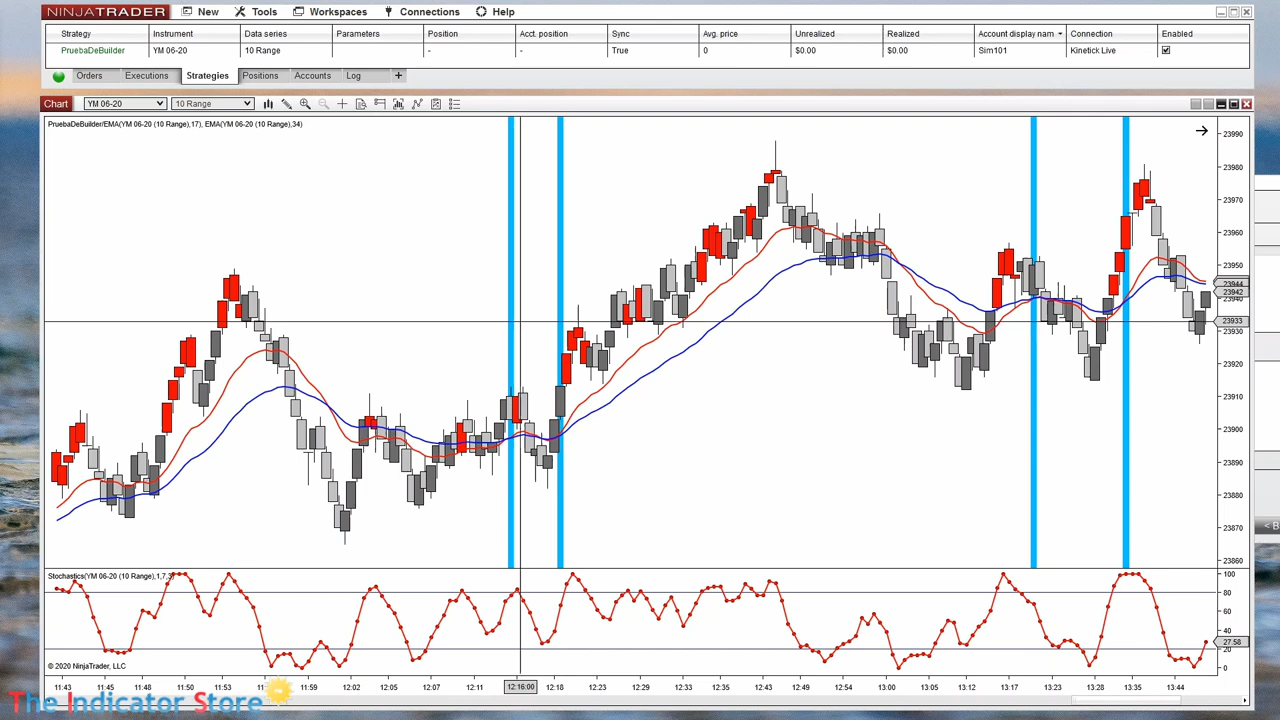 NINJATRADER New Tools Workspaces Connections Help
Strategy Instrument Data series Parameters Position Acct. position Sync Avg. price Unrealized Realized Account display nam Connection Enabled
PruebaDeBuilder YM 06-20 10 Range - - True 0 $0.00 $0.00 Sim101 Kinetick Live
Orders Executions Strategies Positions Accounts Log +
Chart YM 06-20 10 Range
PruebaDeBuilder/EMA(YM 06-20 (10 Range),17), EMA(YM 06-20 (10 Range),34)
23990
23980
23970
23960
23950
23944
23942
23940
23933
23930
23920
23910
23900
23890
23880
23870
23860
< B
Stochastics(YM 06-20 (10 Range),1,7,3)
100
80
60
40
27.58
20
0
© 2020 NinjaTrader, LLC
11:43 11:45 11:48 11:50 11:53 11:59 12:02 12:07 12:11 12:16:00 12:18 12:23 12:29 12:33 12:35 12:43 12:54 13:00 13:05 13:12 13:17 13:23 13:28 13:35 13:44
The Indicator Store